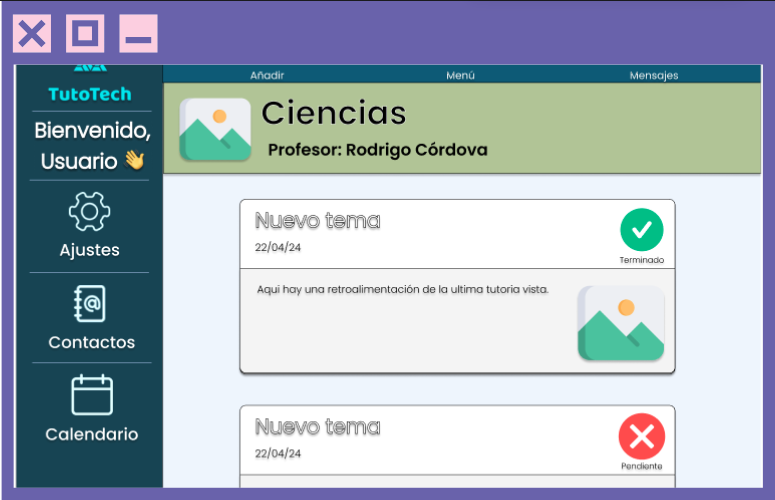 TutoTech
Bienvenido,
Usuario 👋
Ajustes
Contactos
Calendario
Añadir
Menú
Mensajes
Ciencias
Profesor: Rodrigo Córdova
Nuevo tema
22/04/24
Terminado
Aqui hay una retroalimentación de la ultima tutoria vista.
Nuevo tema
22/04/24
Pendiente